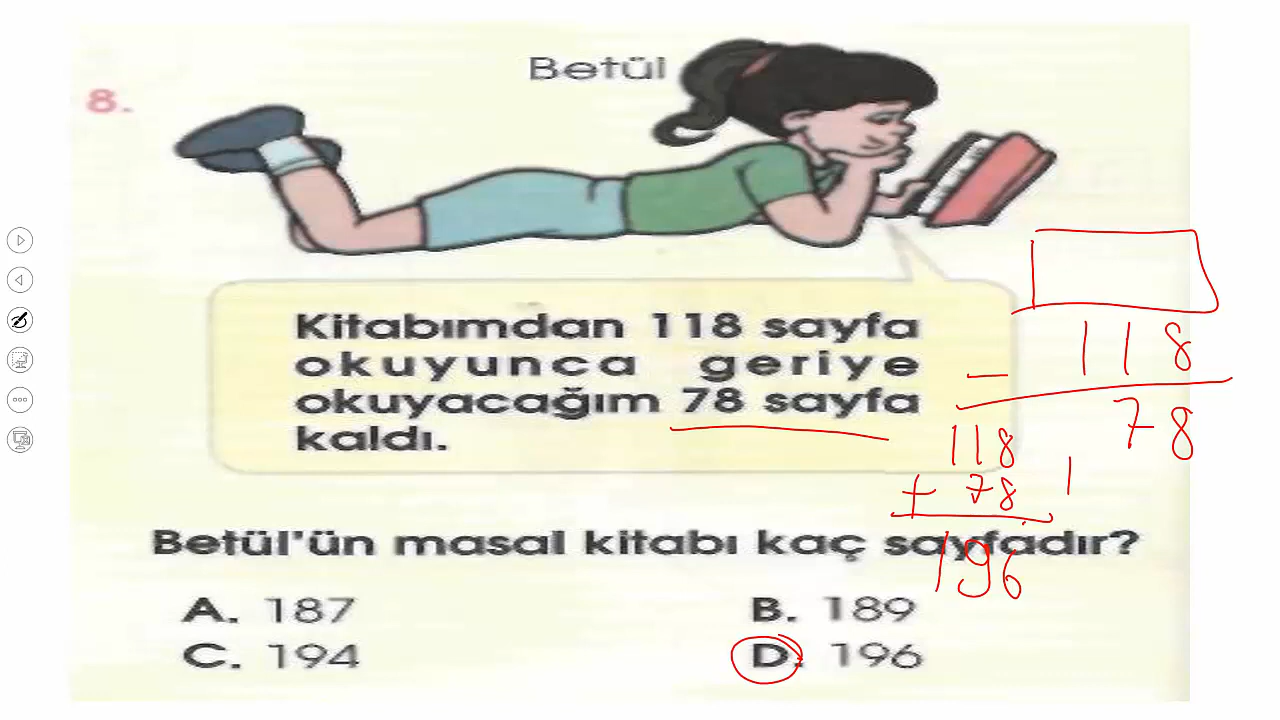 Betül
8.
Kitabımdan 118 sayfa
okuyunca geriye
okuyacağım 78 sayfa
kaldı.
118
−
78
118
+ 78 1
196
Betül'ün masal kitabı kaç sayfadır?
A. 187 B. 189
C. 194 D. 196